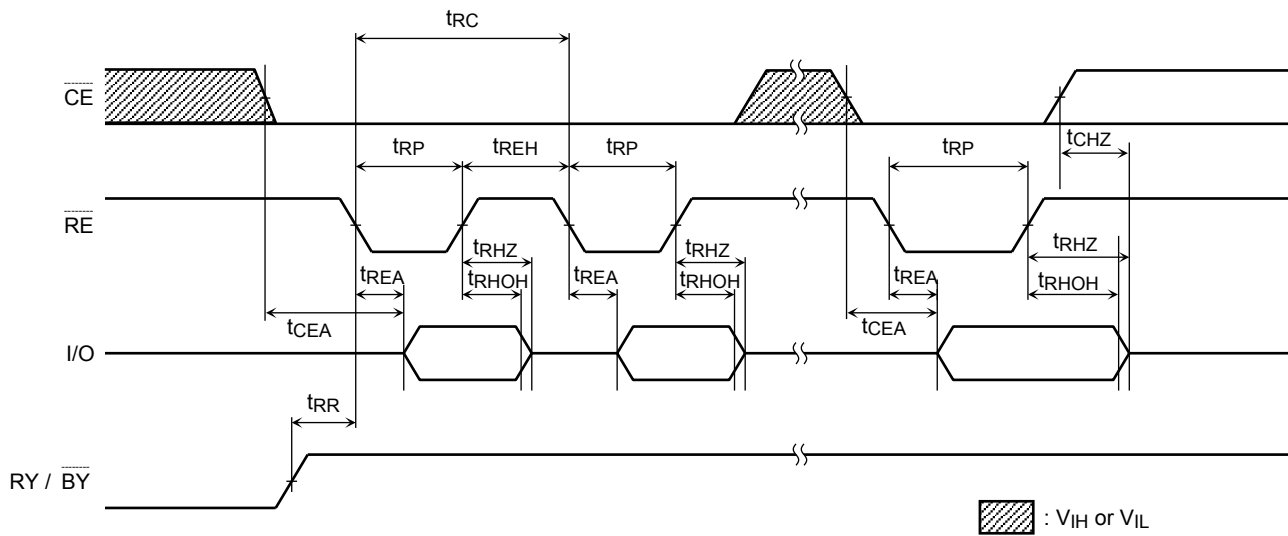 tRC
CE
tRP
tREH
tRP
tRP
tCHZ
RE
tREA
tRHZ
tRHOH
tREA
tRHZ
tRHOH
tREA
tRHZ
tRHOH
tCEA
tCEA
I/O
tRR
RY / BY
: VIH or VIL